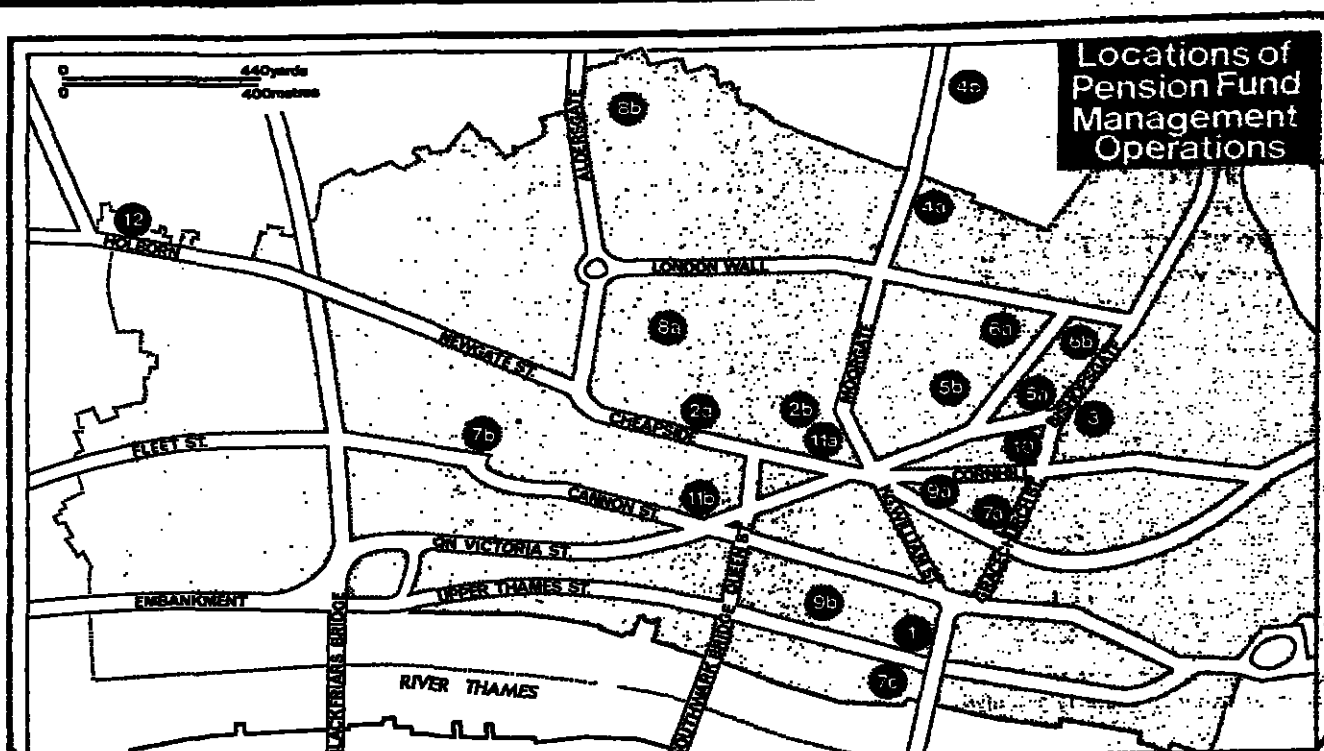 Locations of
Pension Fund
Management
Operations
0 440yards
0 400metres
8b
4a
12
HOLBORN
ALDERSGATE
LONDON WALL
8a
6a
6b
NEWGATE ST.
MOORGATE
5b
5a
3
2a
2b
11a
CHEAPSIDE
FLEET ST.
7b
CORNHILL
CANNON ST.
11b
9a
7a
KG WILLIAM ST.
ON VICTORIA ST.
QUEEN ST.
UPPER THAMES ST.
EMBANKMENT
9b
1
7c
BLACKFRIARS BRIDGE
SOUTHWARK BRIDGE
RIVER THAMES